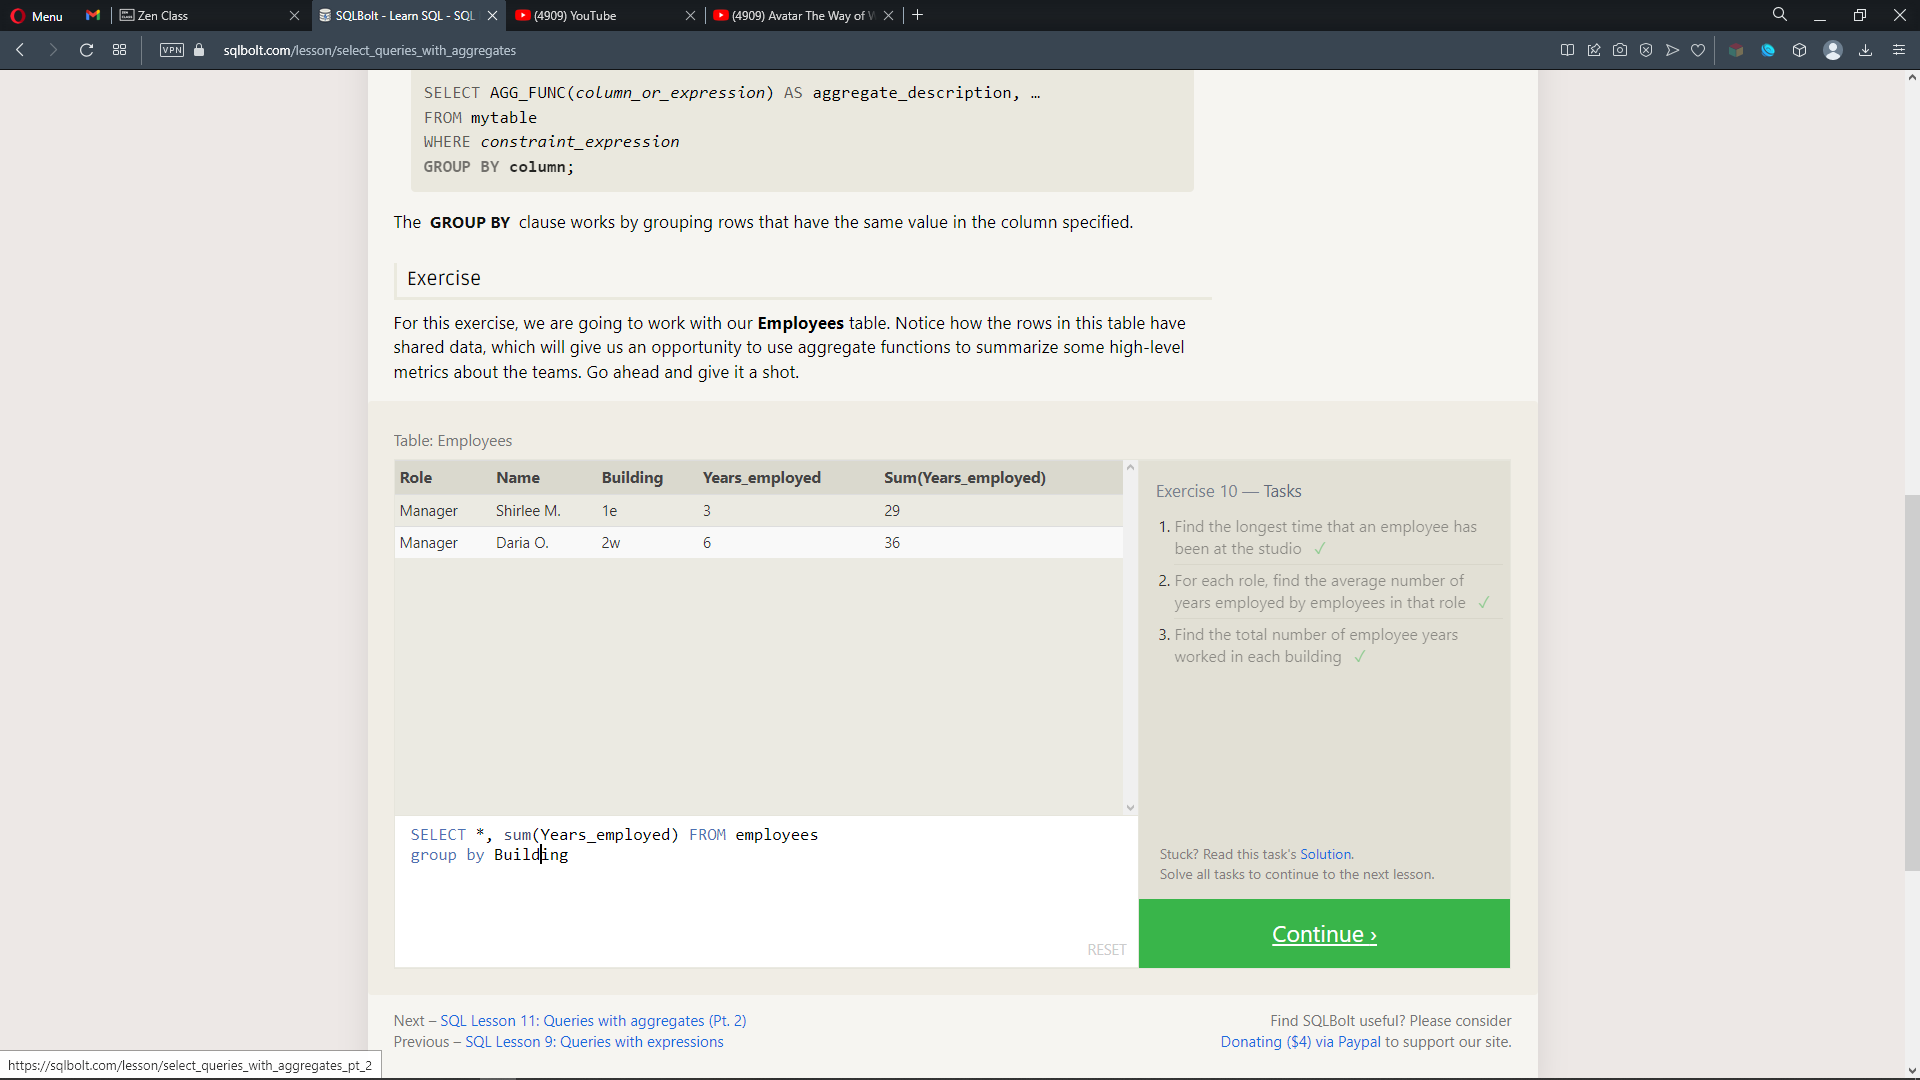 Menu
Zen Class
SQLBolt - Learn SQL - SQL
(4909) YouTube
(4909) Avatar The Way of W
VPN
sqlbolt.com/lesson/select_queries_with_aggregates
SELECT AGG_FUNC(column_or_expression) AS aggregate_description, …
FROM mytable
WHERE constraint_expression
GROUP BY column;
The GROUP BY clause works by grouping rows that have the same value in the column specified.
Exercise
For this exercise, we are going to work with our Employees table. Notice how the rows in this table have
shared data, which will give us an opportunity to use aggregate functions to summarize some high-level
metrics about the teams. Go ahead and give it a shot.
Table: Employees
Role Name Building Years_employed Sum(Years_employed)
Manager Shirlee M. 1e 3 29
Manager Daria O. 2w 6 36
Exercise 10 — Tasks
1. Find the longest time that an employee has
been at the studio ✓
2. For each role, find the average number of
years employed by employees in that role ✓
3. Find the total number of employee years
worked in each building ✓
SELECT *, sum(Years_employed) FROM employees
group by Building
RESET
Stuck? Read this task's Solution.
Solve all tasks to continue to the next lesson.
Continue ›
Next – SQL Lesson 11: Queries with aggregates (Pt. 2)
Previous – SQL Lesson 9: Queries with expressions
Find SQLBolt useful? Please consider
Donating ($4) via Paypal to support our site.
https://sqlbolt.com/lesson/select_queries_with_aggregates_pt_2